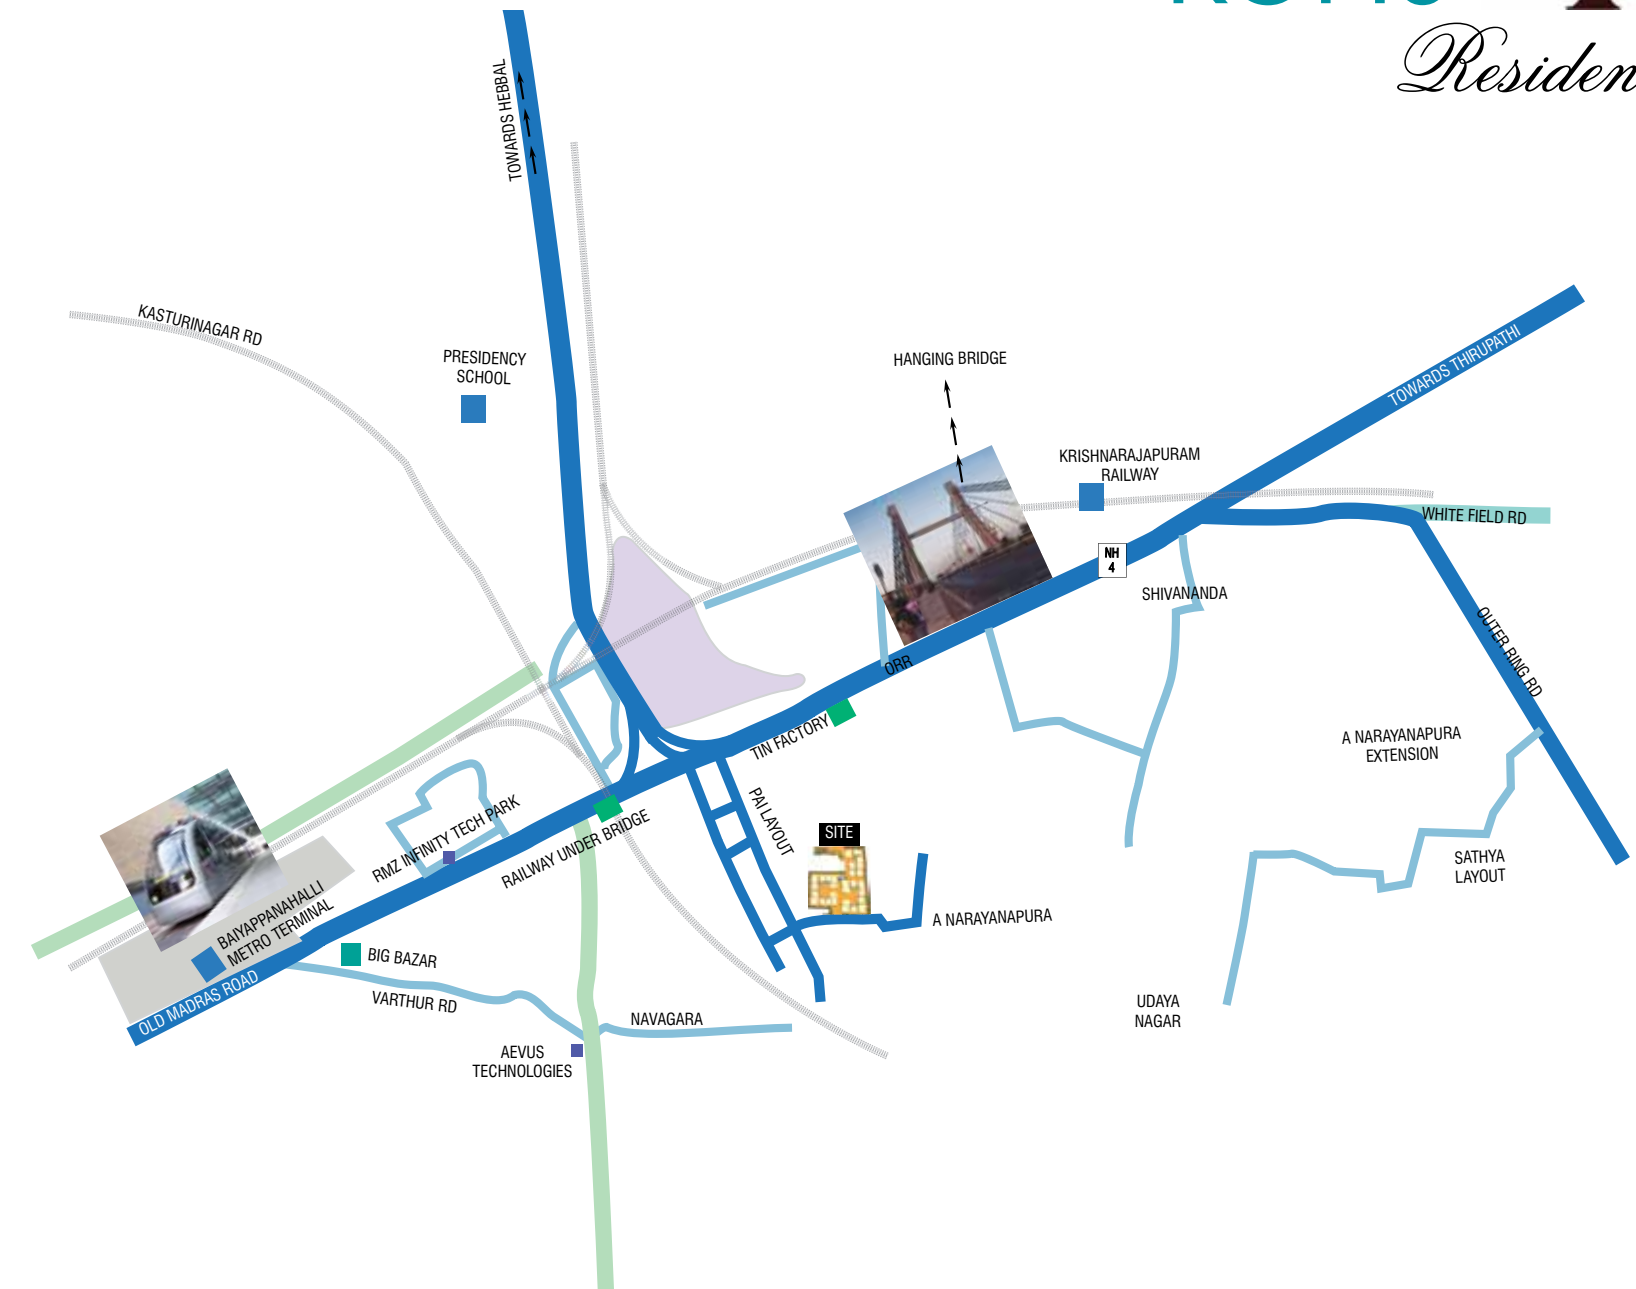 Residen
TOWARDS HEBBAL
KASTURINAGAR RD
PRESIDENCY
SCHOOL
HANGING BRIDGE
TOWARDS THIRUPATHI
KRISHNARAJAPURAM
RAILWAY
WHITE FIELD RD
NH
4
SHIVANANDA
OUTER RING RD
ORR
TIN FACTORY
A NARAYANAPURA
EXTENSION
PAI LAYOUT
RMZ INFINITY TECH PARK
RAILWAY UNDER BRIDGE
SITE
SATHYA
LAYOUT
BAIYAPPANAHALLI
METRO TERMINAL
A NARAYANAPURA
BIG BAZAR
OLD MADRAS ROAD
VARTHUR RD
NAVAGARA
UDAYA
NAGAR
AEVUS
TECHNOLOGIES